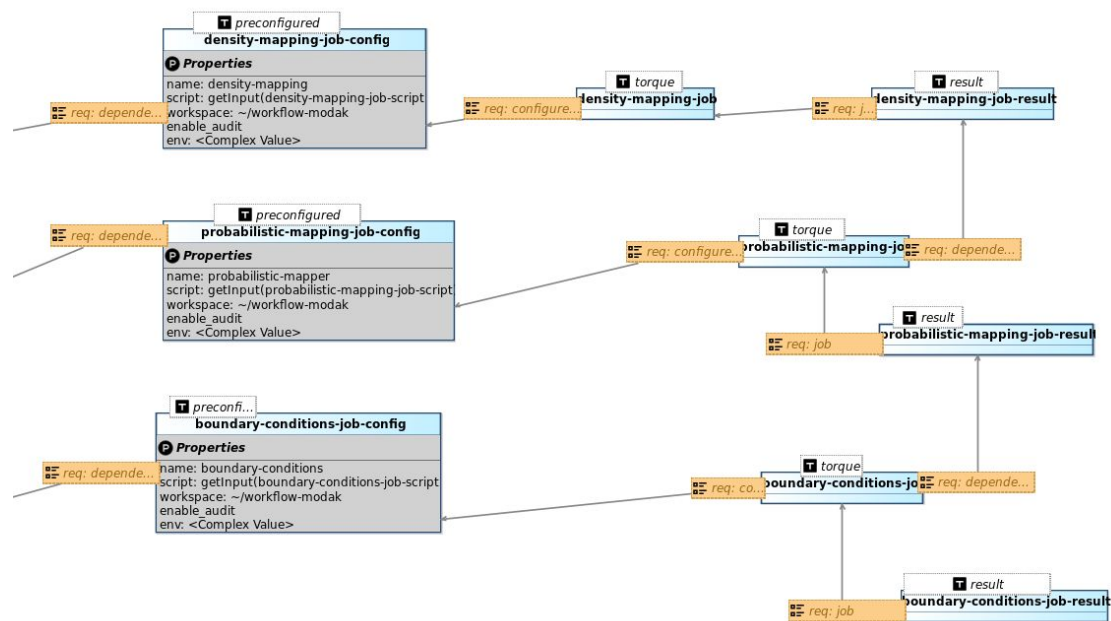 preconfigured
density-mapping-job-config
P Properties
name: density-mapping
script: getInput(density-mapping-job-script
workspace: ~/workflow-modak
enable_audit
env: <Complex Value>
req: depende...
T torque
density-mapping-job
req: configure...
T result
density-mapping-job-result
req: j...
T preconfigured
probabilistic-mapping-job-config
P Properties
name: probabilistic-mapper
script: getInput(probabilistic-mapping-job-script
workspace: ~/workflow-modak
enable_audit
env: <Complex Value>
req: depende...
T torque
probabilistic-mapping-jo
req: configure...
req: depende...
T result
probabilistic-mapping-job-result
req: job
T preconfi...
boundary-conditions-job-config
P Properties
name: boundary-conditions
script: getInput(boundary-conditions-job-script
workspace: ~/workflow-modak
enable_audit
env: <Complex Value>
req: depende...
T torque
boundary-conditions-jo
req: co...
req: depende...
T result
boundary-conditions-job-result
req: job